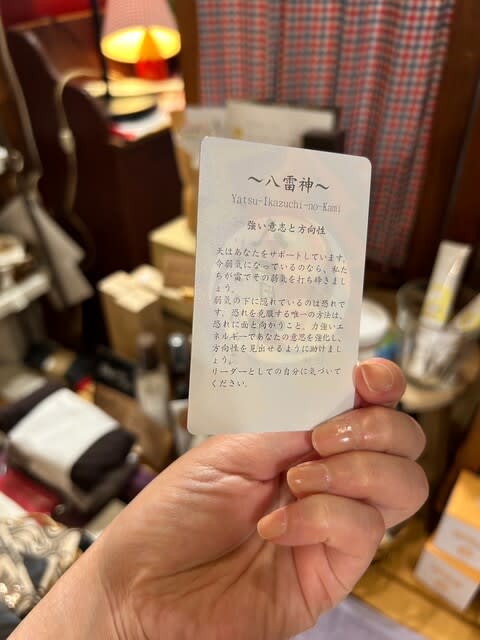 ～八雷神～
Yatsu-Ikazuchi-no-Kami
強い意志と方向性
天はあなたをサポートしています。
今弱気になっているのなら、私た
ちが雷でその弱気を打ち砕きまし
ょう。
弱気の下に隠れているのは恐れで
す。恐れを克服する唯一の方法は、
恐れに面と向かうこと。力強いエ
ネルギーであなたの意志を強化し、
方向性を見出せるように助けまし
ょう。
リーダーとしての自分に気づいて
ください。